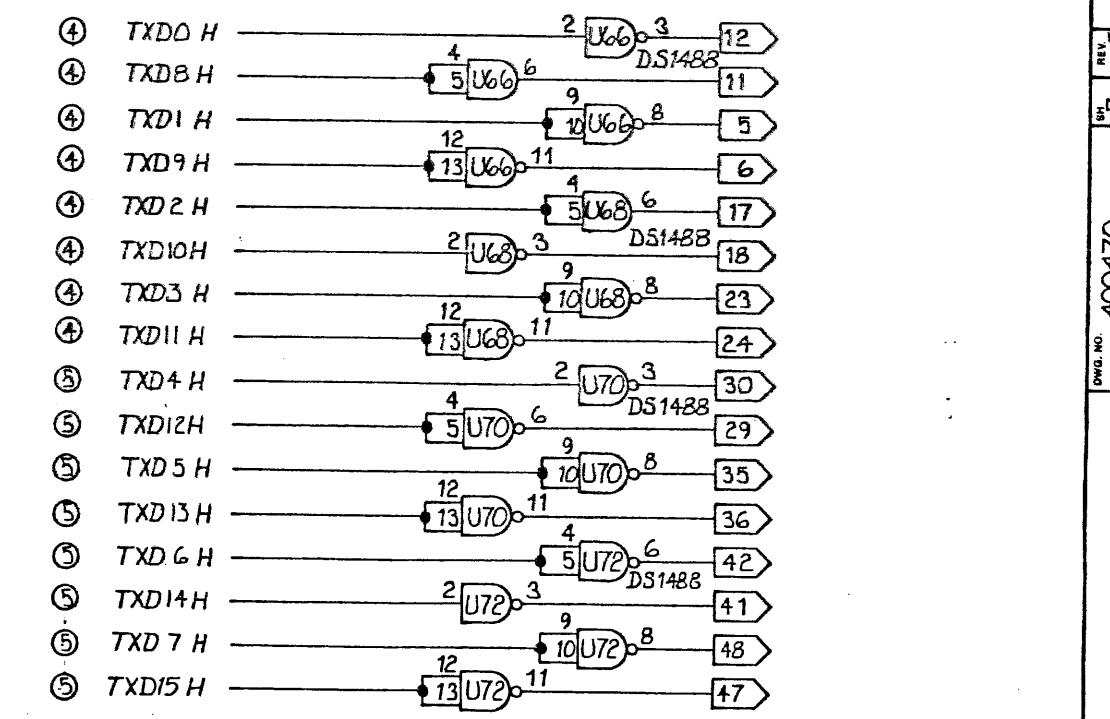 ④ TXD0 H 2 U66 3 12
DS1488
④ TXD8 H 4 5 U66 6 11
④ TXD1 H 9 10 U66 8 5
④ TXD9 H 12 13 U66 11 6
④ TXD2 H 4 5 U68 6 17
DS1488
④ TXD10H 2 U68 3 18
④ TXD3 H 9 10 U68 8 23
④ TXD11 H 12 13 U68 11 24
⑤ TXD4 H 2 U70 3 30
DS1488
⑤ TXD12H 4 5 U70 6 29
⑤ TXD5 H 9 10 U70 8 35
⑤ TXD13 H 12 13 U70 11 36
⑤ TXD6 H 4 5 U72 6 42
DS1488
⑤ TXD14H 2 U72 3 41
⑤ TXD7 H 9 10 U72 8 48
⑤ TXD15 H 12 13 U72 11 47
REV.
SH
DWG. NO.